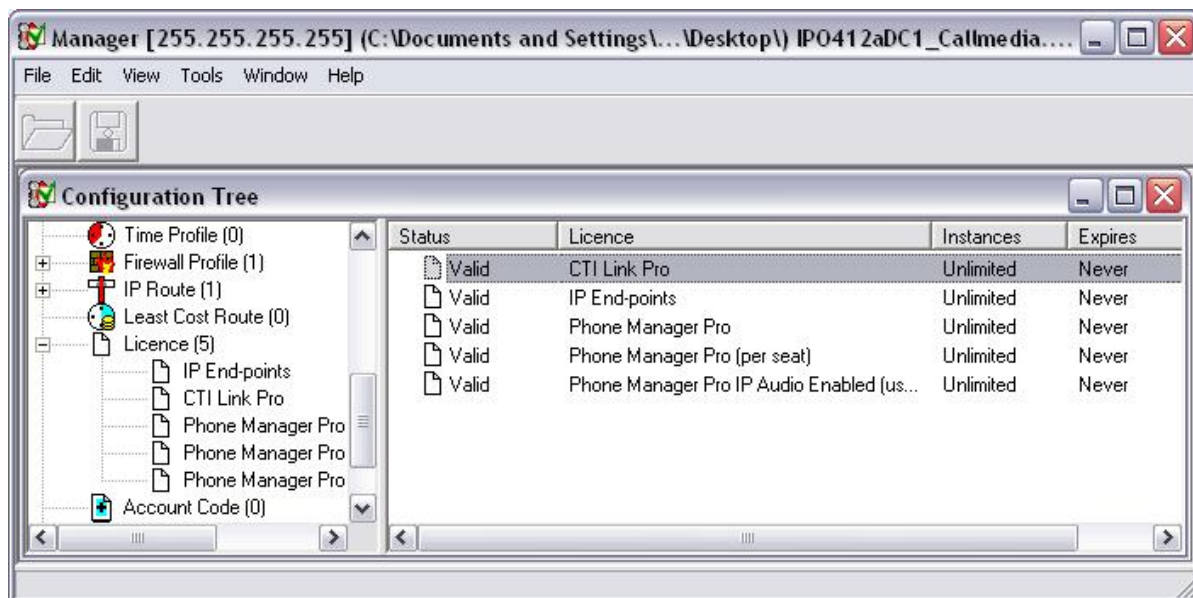 Manager [255.255.255.255] (C:\Documents and Settings\...\Desktop\) IPO412aDC1_Callmedia....
File Edit View Tools Window Help
Configuration Tree
Time Profile (0)
Firewall Profile (1)
IP Route (1)
Least Cost Route (0)
Licence (5)
IP End-points
CTI Link Pro
Phone Manager Pro
Phone Manager Pro
Phone Manager Pro
Account Code (0)
Status Licence Instances Expires
Valid CTI Link Pro Unlimited Never
Valid IP End-points Unlimited Never
Valid Phone Manager Pro Unlimited Never
Valid Phone Manager Pro (per seat) Unlimited Never
Valid Phone Manager Pro IP Audio Enabled (us... Unlimited Never